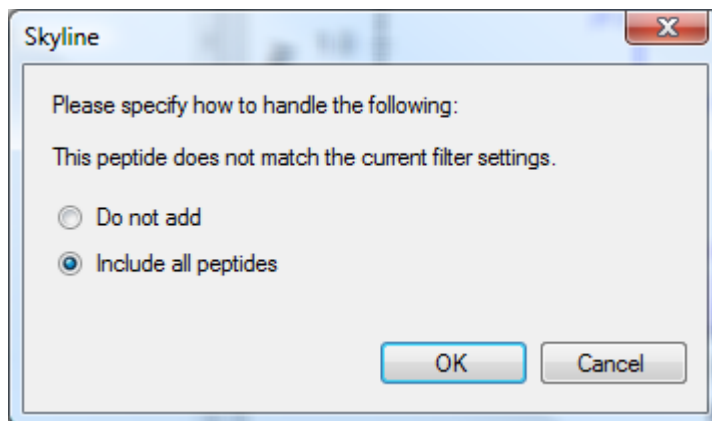 Skyline
Please specify how to handle the following:
This peptide does not match the current filter settings.
Do not add
Include all peptides
OK
Cancel